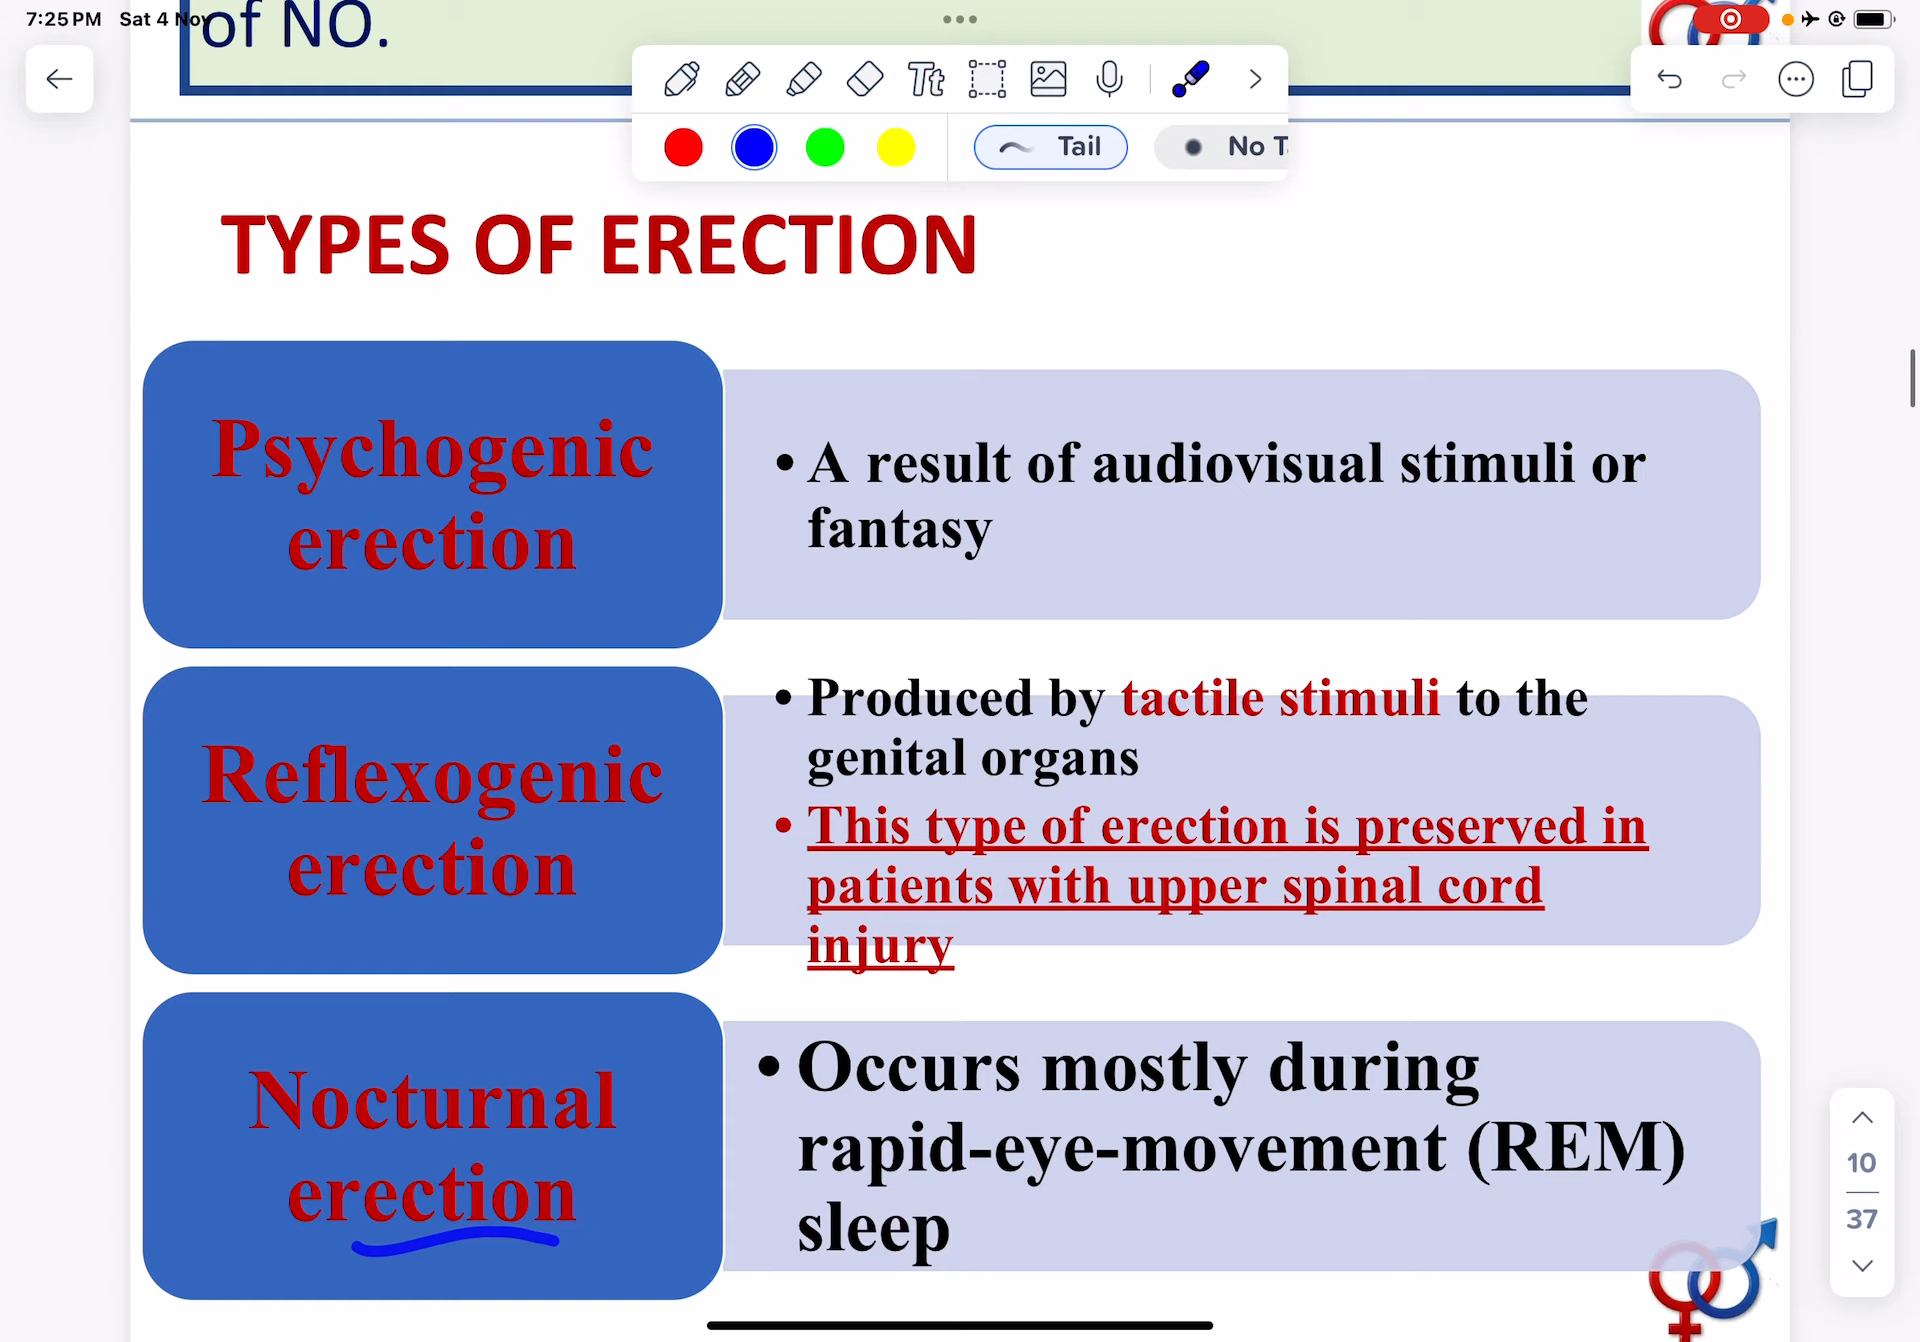 7:25 PM Sat 4 Nov
of NO.
Tt
Tail
No T
TYPES OF ERECTION
Psychogenic
erection
• A result of audiovisual stimuli or
fantasy
Reflexogenic
erection
• Produced by tactile stimuli to the
genital organs
• This type of erection is preserved in
patients with upper spinal cord
injury
Nocturnal
erection
• Occurs mostly during
rapid-eye-movement (REM)
sleep
10
37